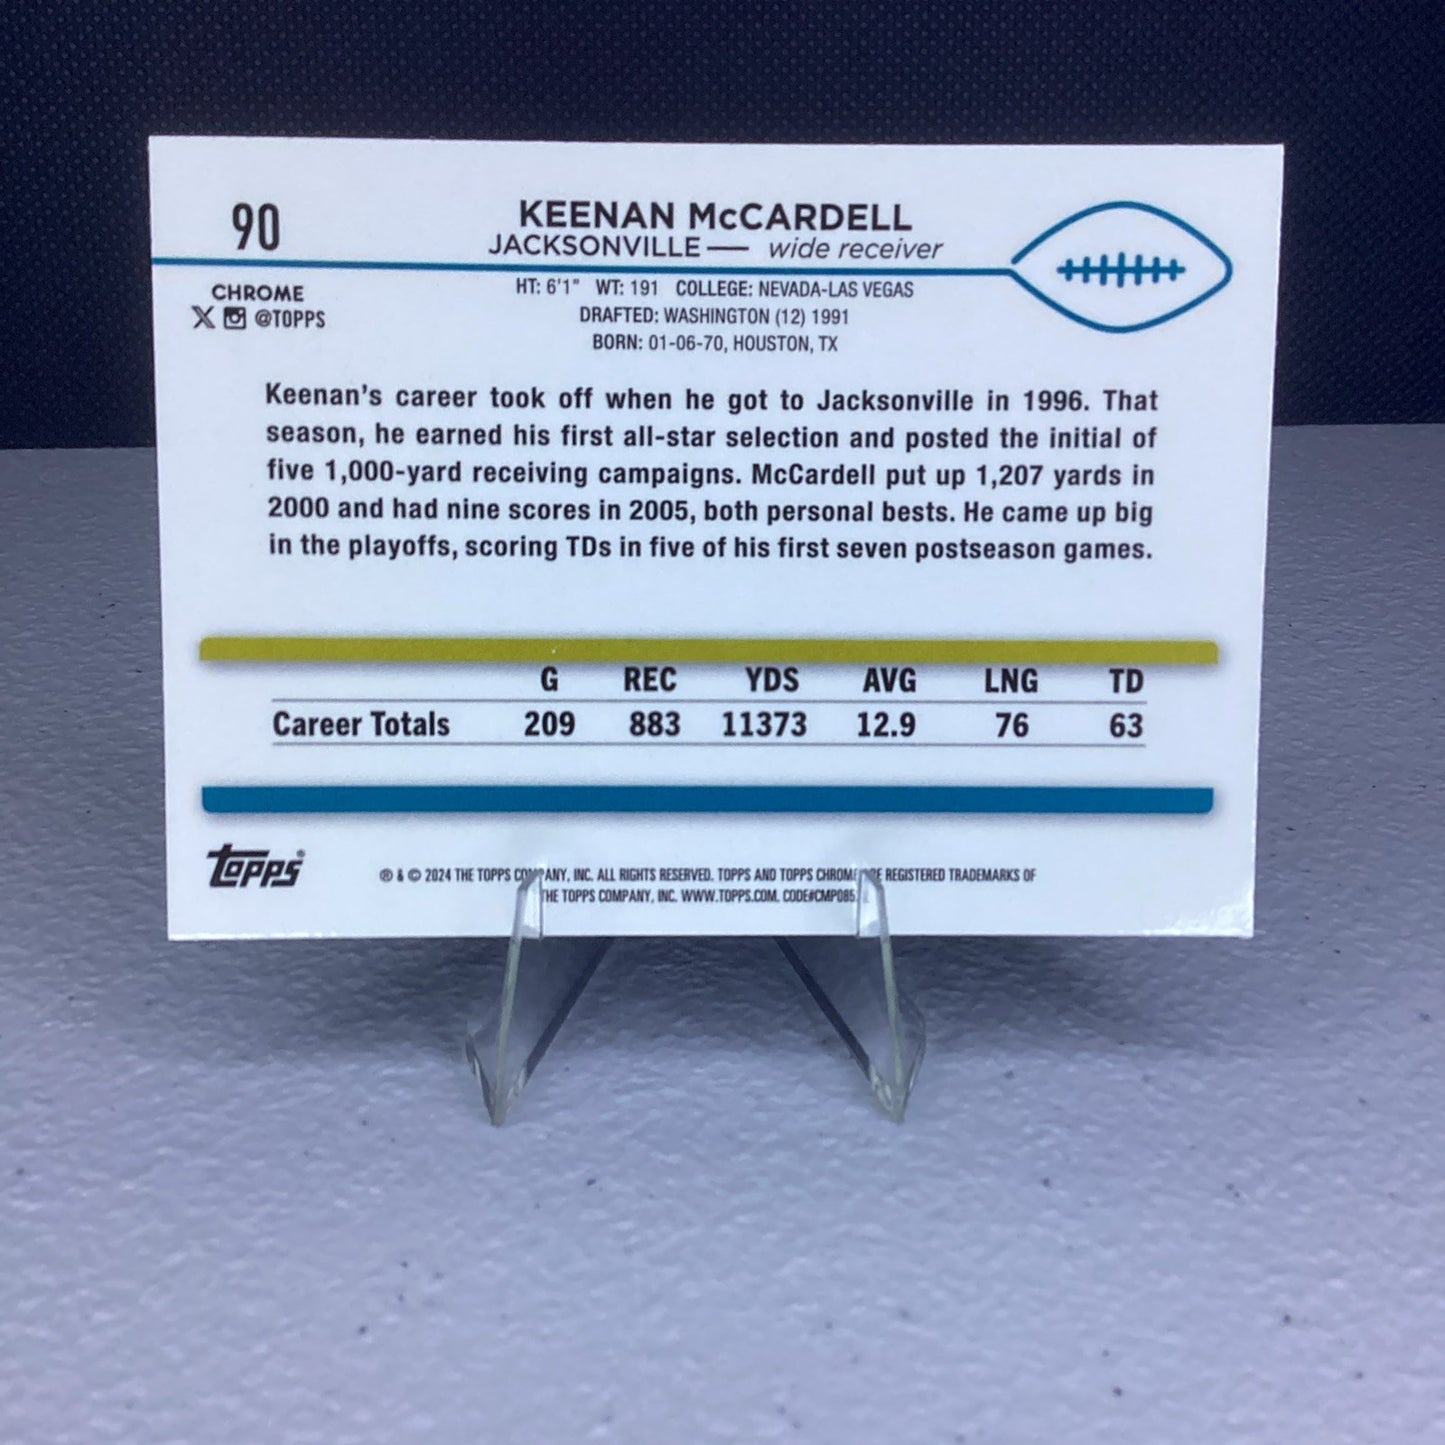 90
KEENAN McCARDELL
JACKSONVILLE — wide receiver
CHROME
@TOPPS
HT: 6'1" WT: 191 COLLEGE: NEVADA-LAS VEGAS
DRAFTED: WASHINGTON (12) 1991
BORN: 01-06-70, HOUSTON, TX
Keenan's career took off when he got to Jacksonville in 1996. That
season, he earned his first all-star selection and posted the initial of
five 1,000-yard receiving campaigns. McCardell put up 1,207 yards in
2000 and had nine scores in 2005, both personal bests. He came up big
in the playoffs, scoring TDs in five of his first seven postseason games.
G REC YDS AVG LNG TD
Career Totals 209 883 11373 12.9 76 63
Topps®
® & © 2024 THE TOPPS COMPANY, INC. ALL RIGHTS RESERVED. TOPPS AND TOPPS CHROME ARE REGISTERED TRADEMARKS OF
THE TOPPS COMPANY, INC. WWW.TOPPS.COM. CODE#CMP085